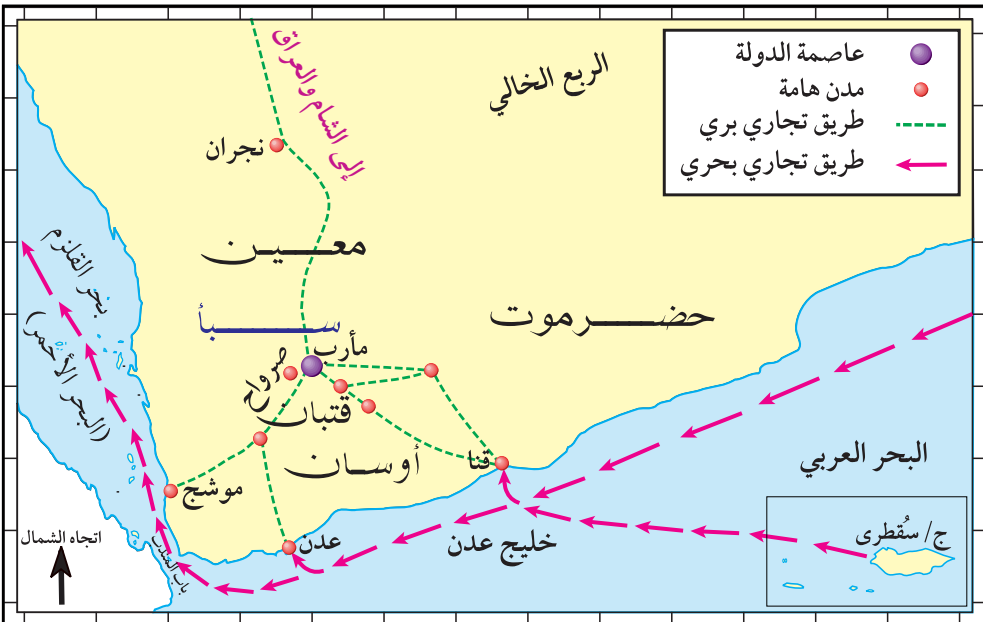 عاصمة الدولة
مدن هامة
طريق تجاري بري
طريق تجاري بحري
الربع الخالي
إلى الشام والعراق
نجران
معـــين
ســـــبأ
حضـــرموت
مأرب
صرواح
قتبان
أوسـان
قنا
موشج
عدن
خليج عدن
البحر العربي
ج/ سُقطرى
بحر القلزم
(البحر الأحمر)
باب المندب
اتجاه الشمال